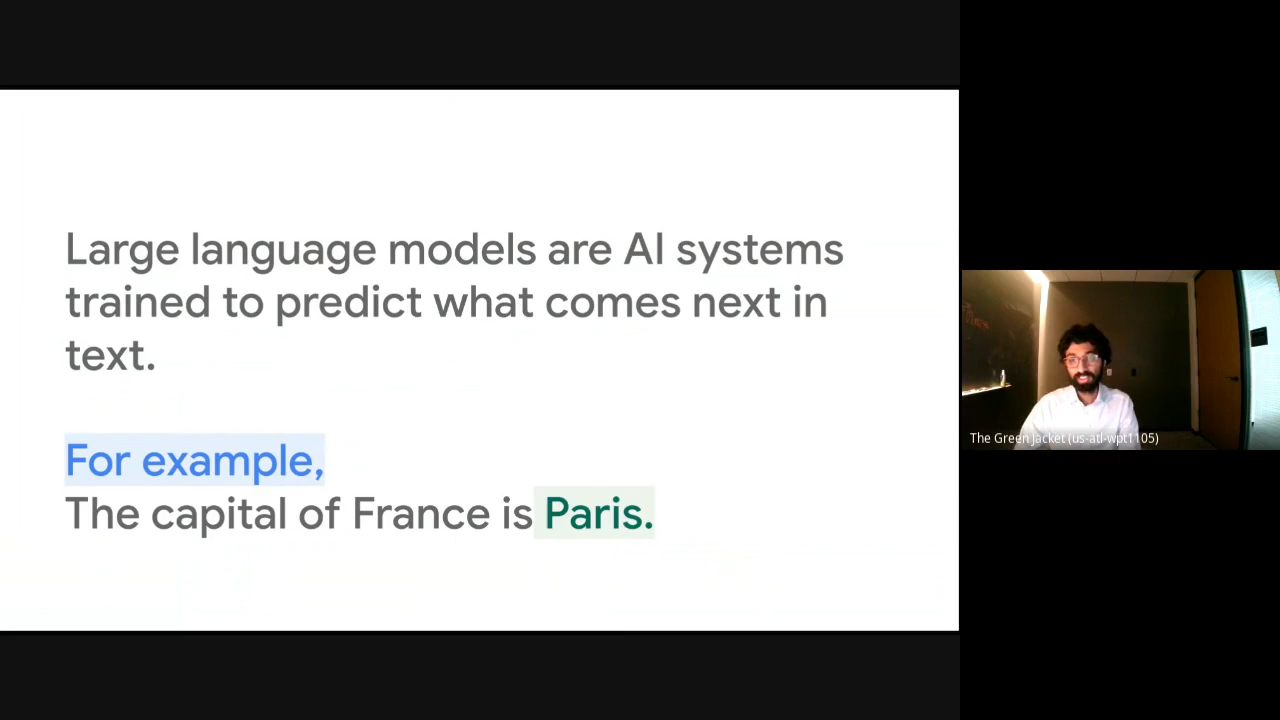 Large language models are AI systems
trained to predict what comes next in
text.
For example,
The capital of France is Paris.
The Green Jacket (us-atl-wpt1105)